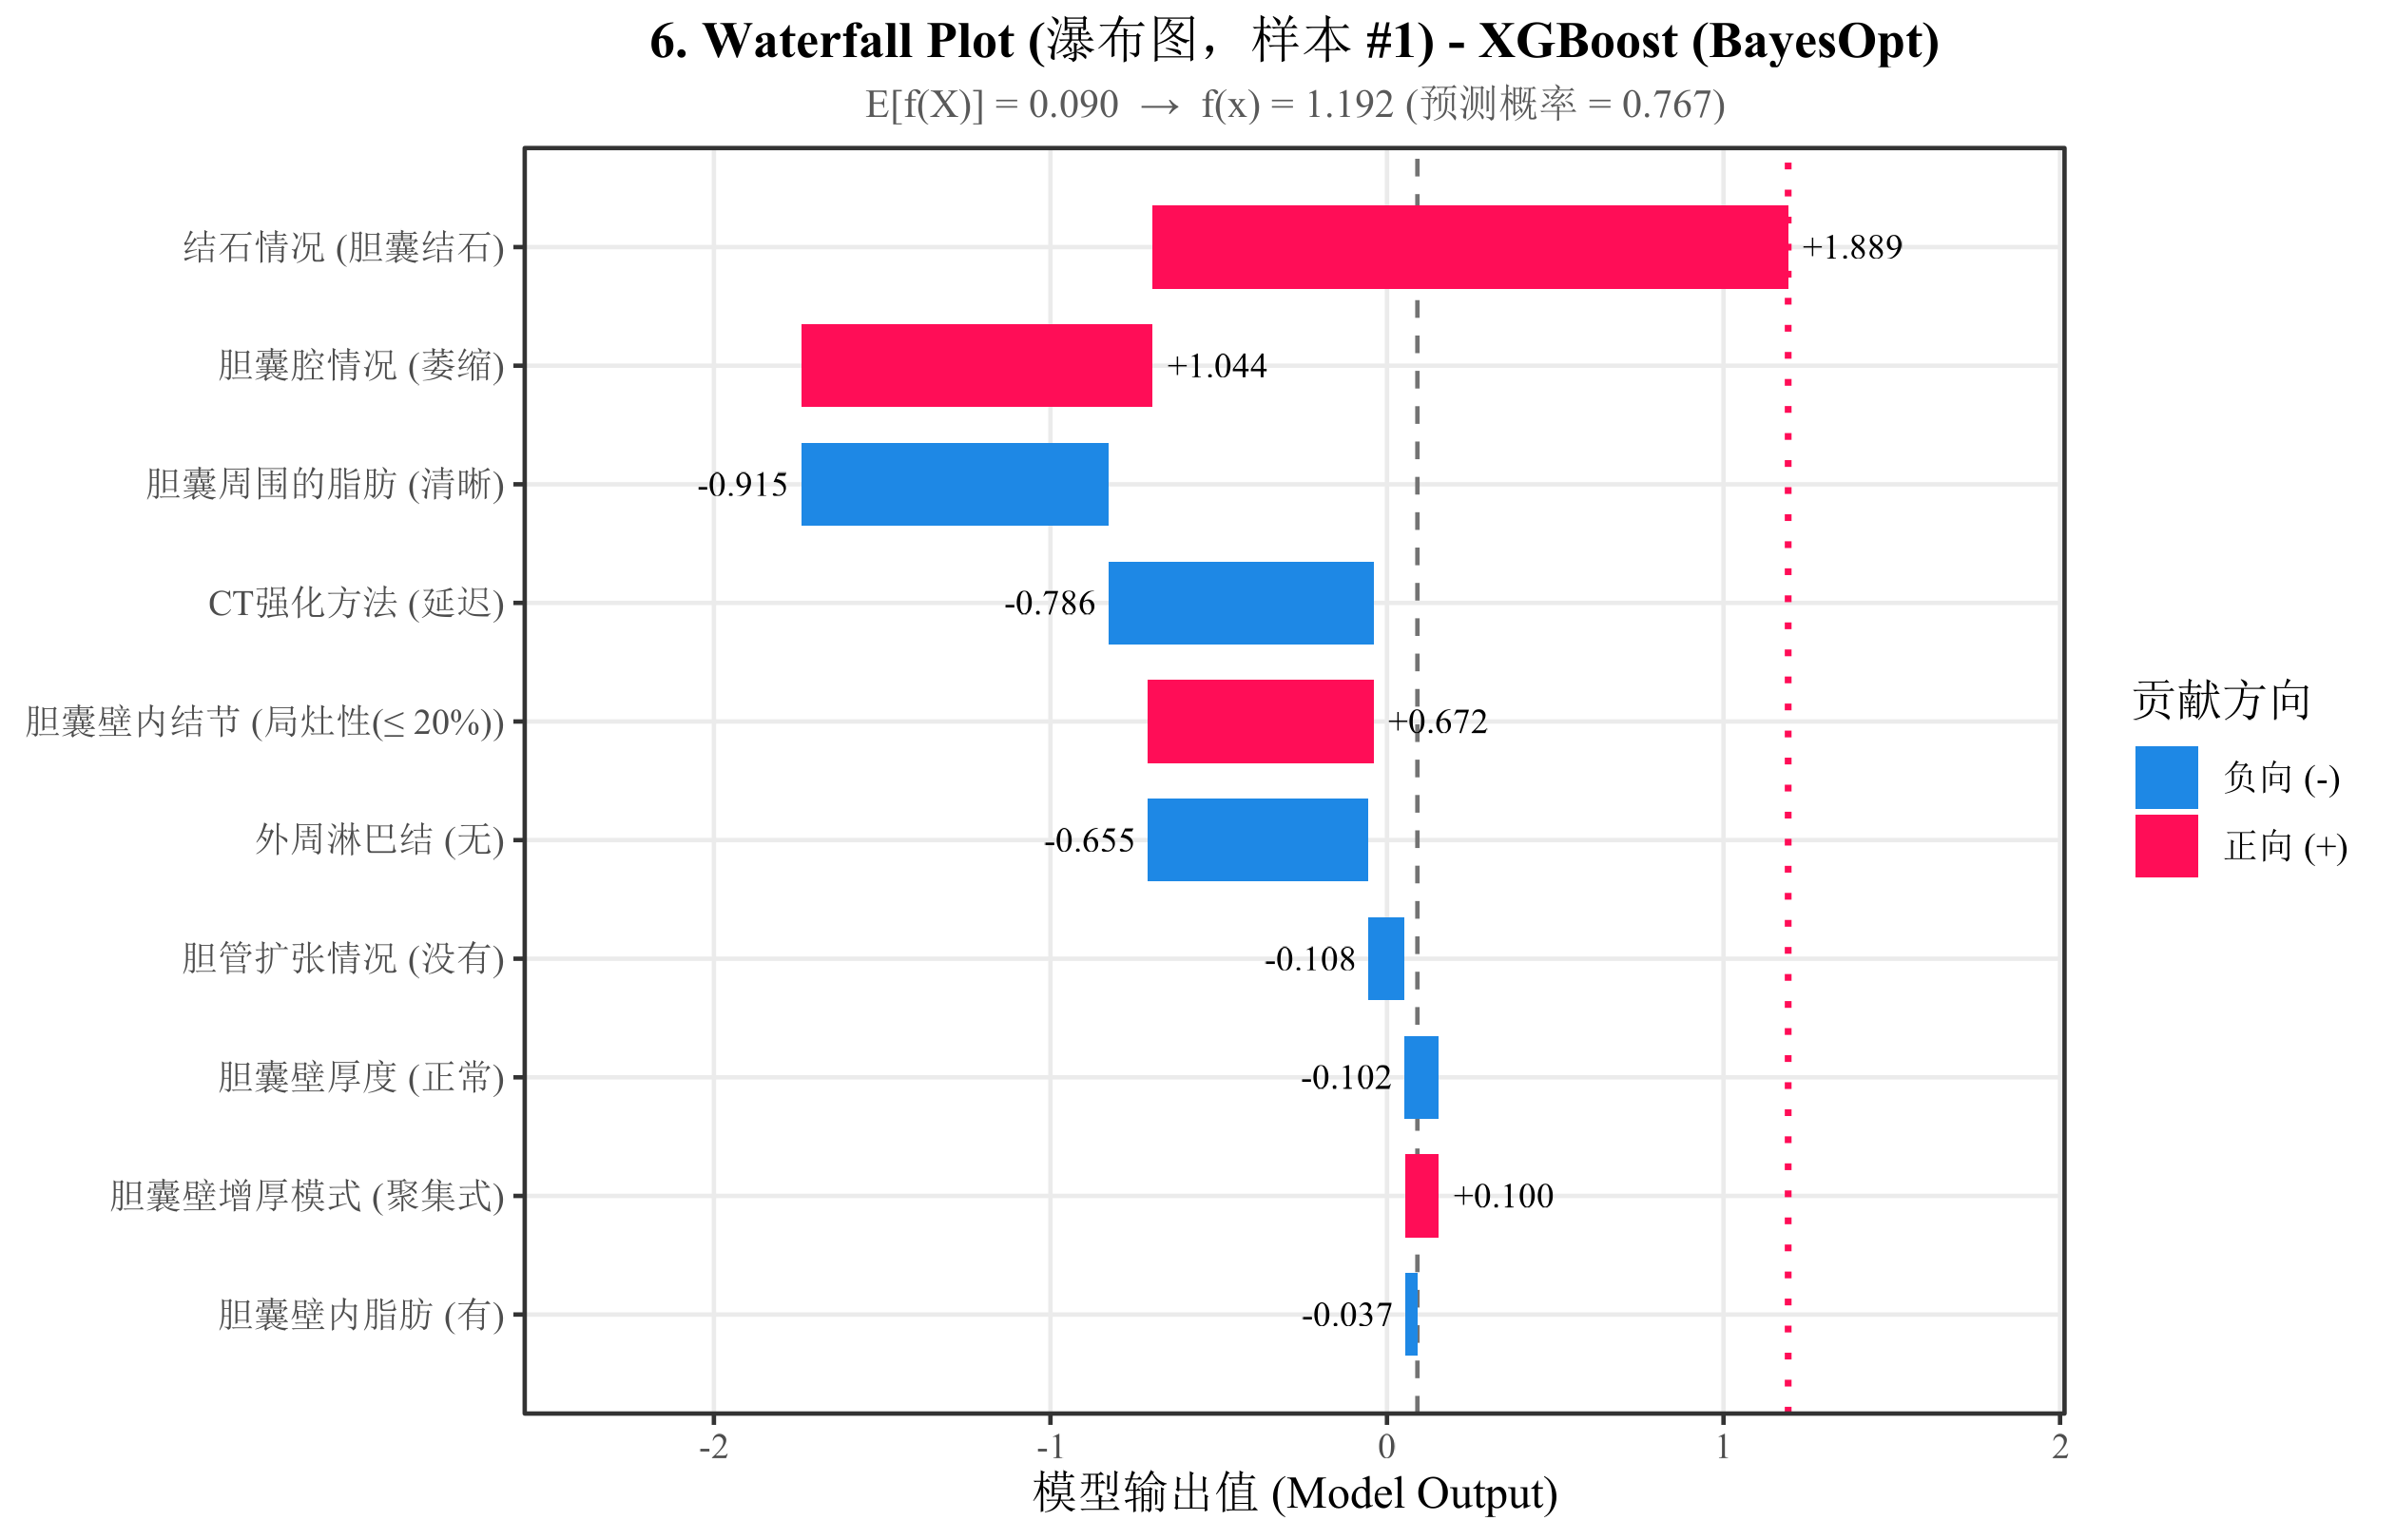 6. Waterfall Plot (瀑布图，样本 #1) - XGBoost (BayesOpt)
E[f(X)] = 0.090 → f(x) = 1.192 (预测概率 = 0.767)
结石情况 (胆囊结石)
+1.889
胆囊腔情况 (萎缩)
+1.044
胆囊周围的脂肪 (清晰)
-0.915
CT强化方法 (延迟)
-0.786
胆囊壁内结节 (局灶性(≤ 20%))
+0.672
外周淋巴结 (无)
-0.655
胆管扩张情况 (没有)
-0.108
胆囊壁厚度 (正常)
-0.102
胆囊壁增厚模式 (聚集式)
+0.100
胆囊壁内脂肪 (有)
-0.037
-2 -1 0 1 2
模型输出值 (Model Output)
贡献方向
负向 (-)
正向 (+)